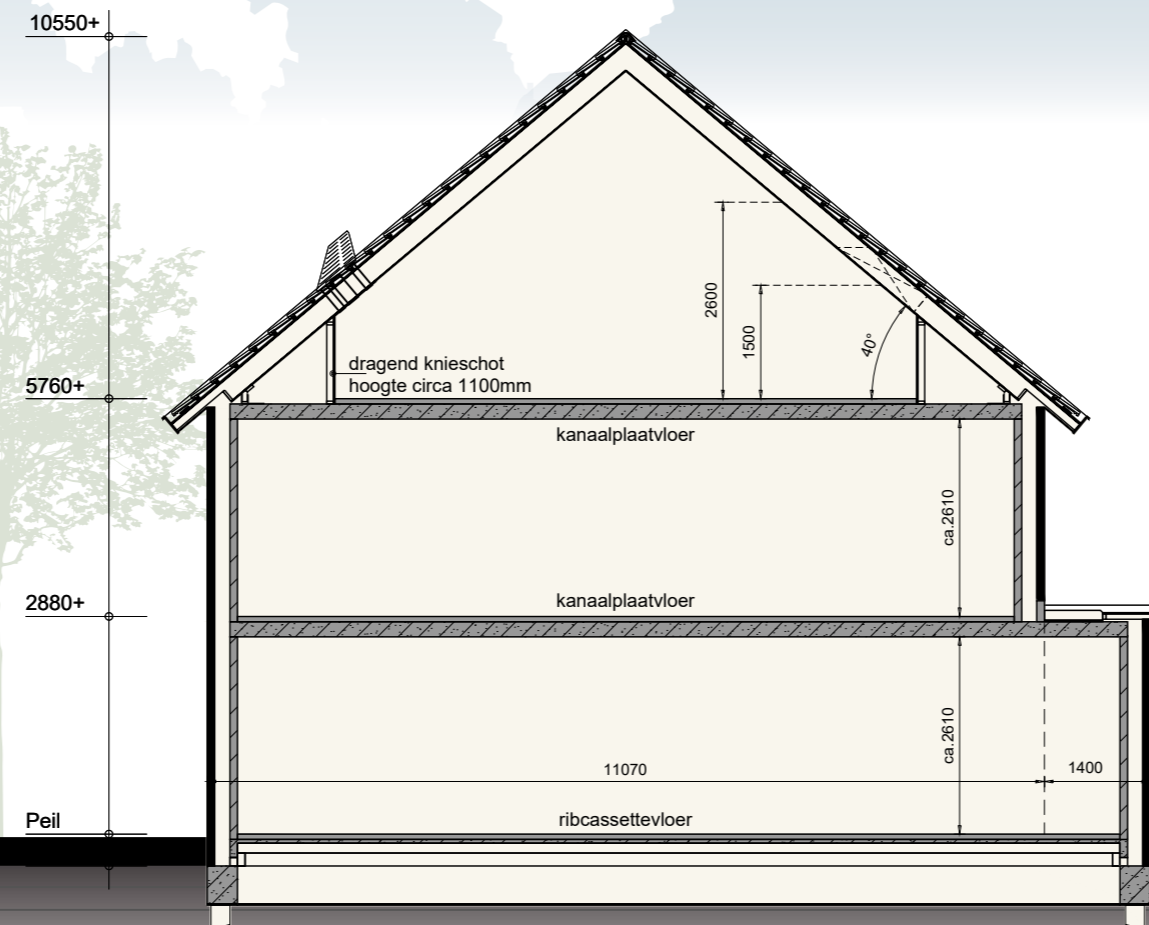 10550+
2600
1500
40°
dragend knieschot
hoogte circa 1100mm
5760+
kanaalplaatvloer
ca.2610
2880+
kanaalplaatvloer
ca.2610
11070
1400
Peil
ribcassettevloer